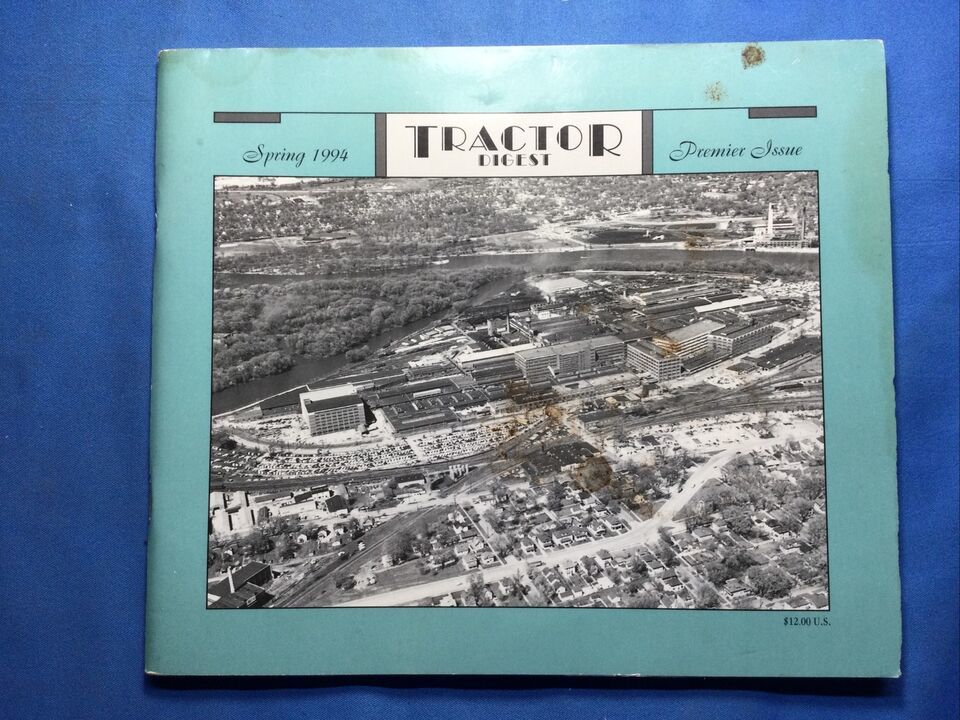 Spring 1994
TRACTOR
DIGEST
Premier Issue
$12.00 U.S.